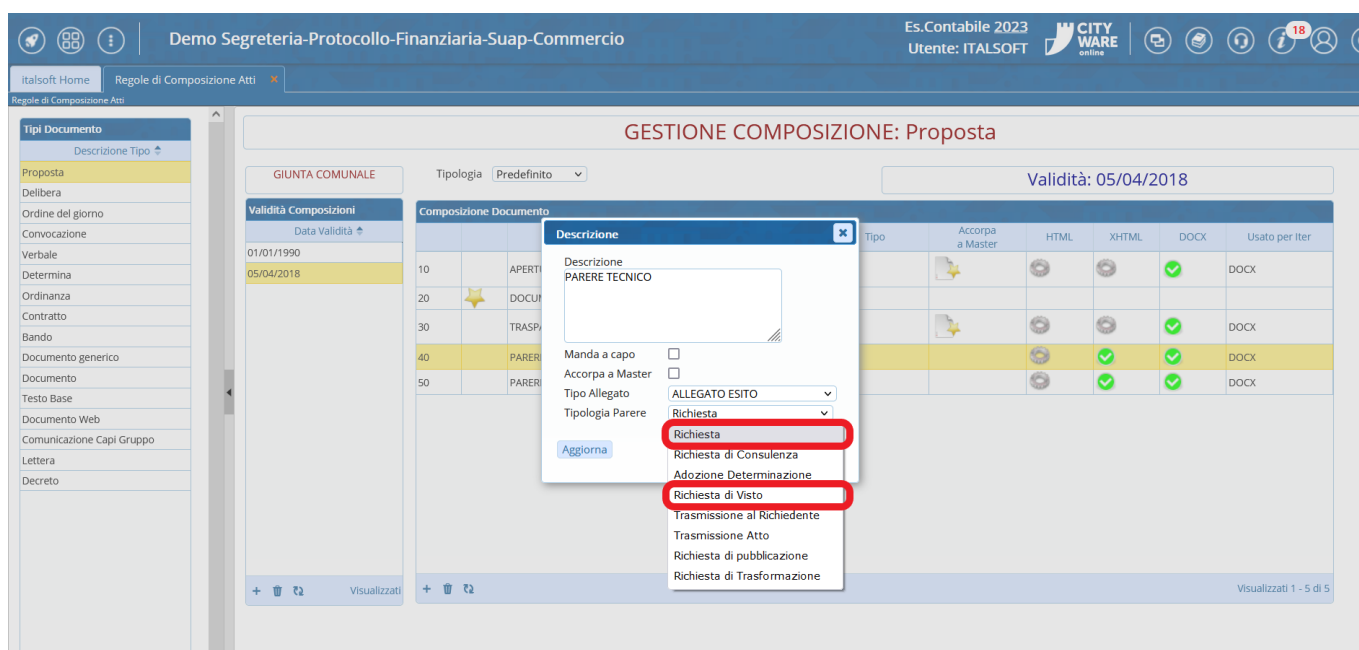 Demo Segreteria-Protocollo-Finanziaria-Suap-Commercio
Es.Contabile 2023
Utente: ITALSOFT
CITY
WARE
online
18
italsoft Home
Regole di Composizione Atti
Regole di Composizione Atti
Tipi Documento
Descrizione Tipo
Proposta
Delibera
Ordine del giorno
Convocazione
Verbale
Determina
Ordinanza
Contratto
Bando
Documento generico
Documento
Testo Base
Documento Web
Comunicazione Capi Gruppo
Lettera
Decreto
GESTIONE COMPOSIZIONE: Proposta
GIUNTA COMUNALE
Tipologia Predefinito
Validità: 05/04/2018
Validità Composizioni
Data Validità
01/01/1990
05/04/2018
Visualizzati
Composizione Documento
Tipo Accorpa a Master HTML XHTML DOCX Usato per Iter
10 APERT DOCX
20 DOCU
30 TRASP DOCX
40 PARER DOCX
50 PARER DOCX
Visualizzati 1 - 5 di 5
Descrizione
Descrizione
PARERE TECNICO
Manda a capo
Accorpa a Master
Tipo Allegato ALLEGATO ESITO
Tipologia Parere Richiesta
Richiesta
Richiesta di Consulenza
Adozione Determinazione
Richiesta di Visto
Trasmissione al Richiedente
Trasmissione Atto
Richiesta di pubblicazione
Richiesta di Trasformazione
Aggiorna